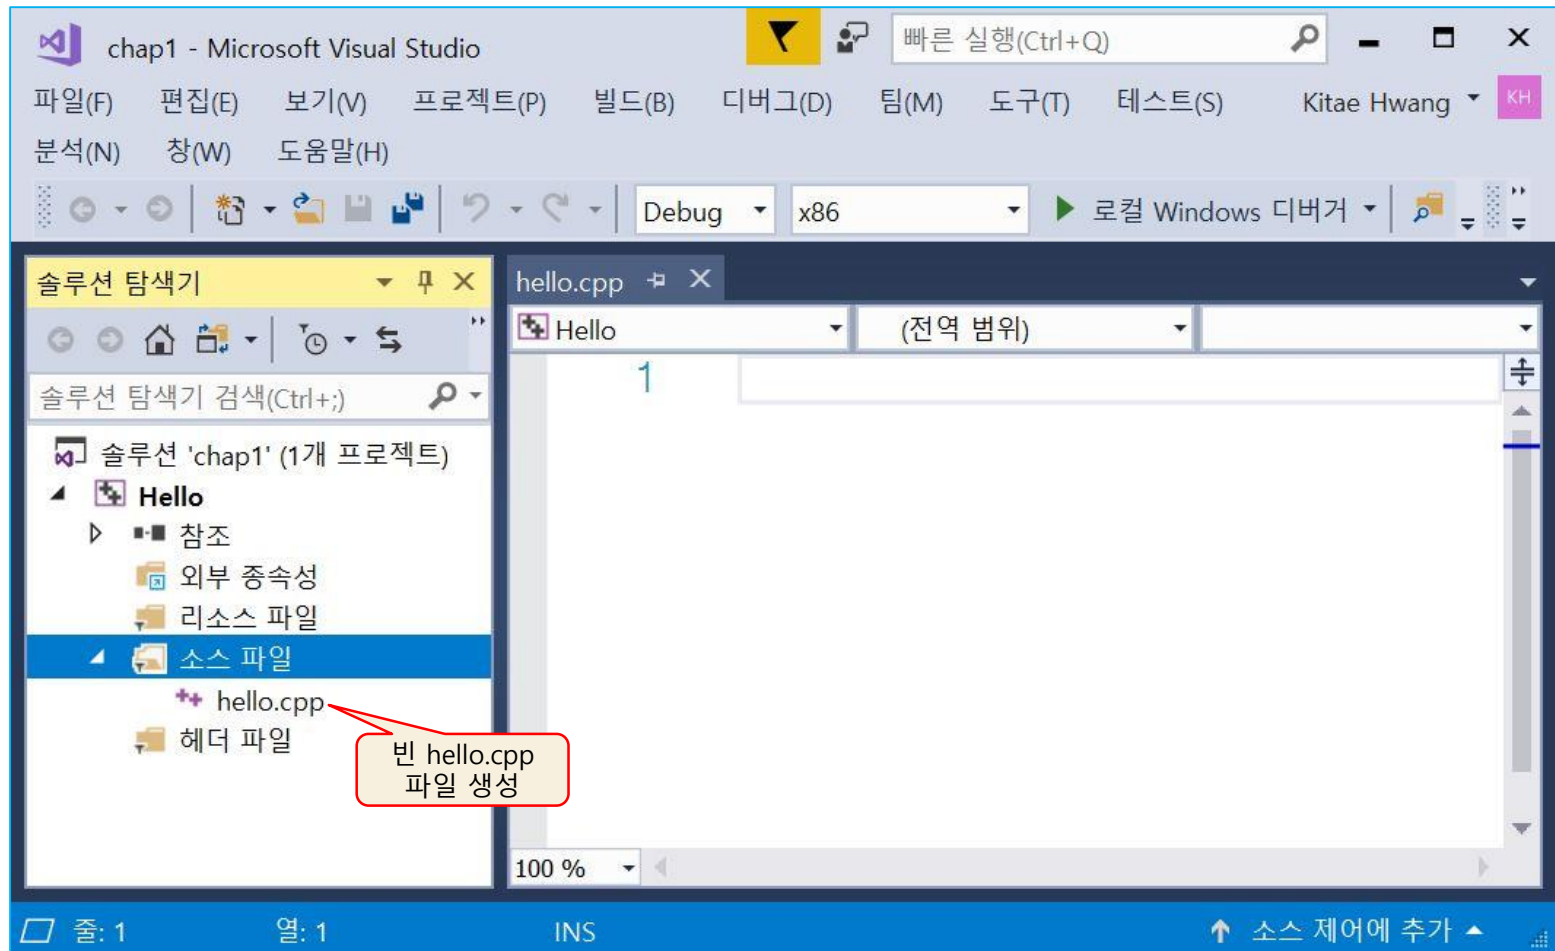 chap1 - Microsoft Visual Studio
빠른 실행(Ctrl+Q)
파일(F) 편집(E) 보기(V) 프로젝트(P) 빌드(B) 디버그(D) 팀(M) 도구(T) 테스트(S) Kitae Hwang KH
분석(N) 창(W) 도움말(H)
Debug x86 로컬 Windows 디버거
솔루션 탐색기
hello.cpp
Hello (전역 범위)
1
솔루션 탐색기 검색(Ctrl+;)
솔루션 'chap1' (1개 프로젝트)
Hello
참조
외부 종속성
리소스 파일
소스 파일
hello.cpp
헤더 파일
빈 hello.cpp
파일 생성
100 %
줄: 1 열: 1 INS 소스 제어에 추가